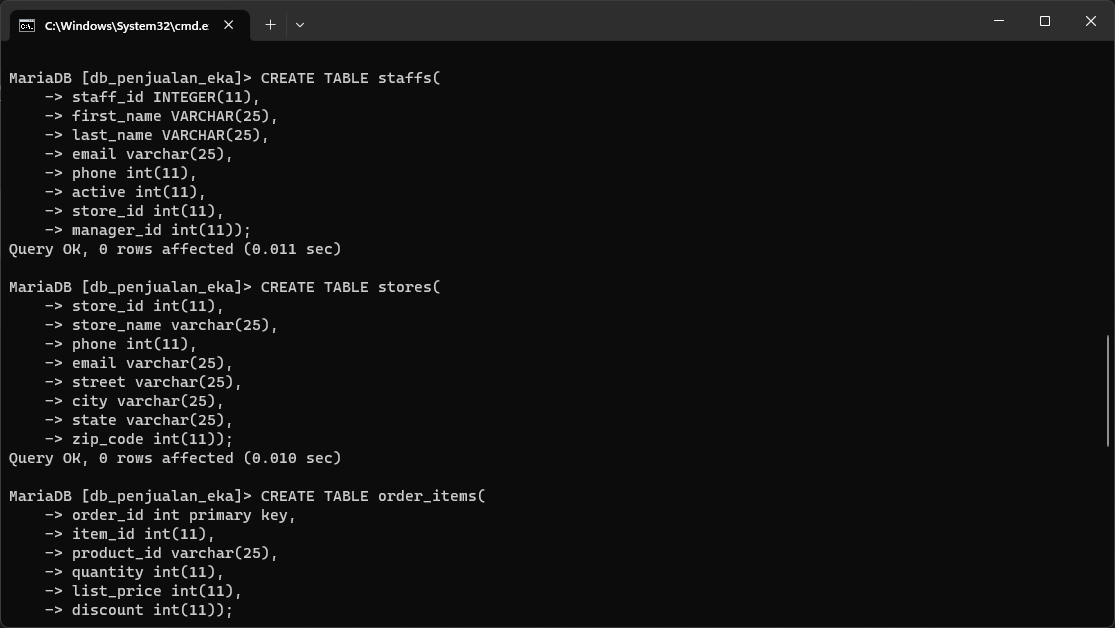 C:\Windows\System32\cmd.e
MariaDB [db_penjualan_eka]> CREATE TABLE staffs(
    -> staff_id INTEGER(11),
    -> first_name VARCHAR(25),
    -> last_name VARCHAR(25),
    -> email varchar(25),
    -> phone int(11),
    -> active int(11),
    -> store_id int(11),
    -> manager_id int(11));
Query OK, 0 rows affected (0.011 sec)
MariaDB [db_penjualan_eka]> CREATE TABLE stores(
    -> store_id int(11),
    -> store_name varchar(25),
    -> phone int(11),
    -> email varchar(25),
    -> street varchar(25),
    -> city varchar(25),
    -> state varchar(25),
    -> zip_code int(11));
Query OK, 0 rows affected (0.010 sec)
MariaDB [db_penjualan_eka]> CREATE TABLE order_items(
    -> order_id int primary key,
    -> item_id int(11),
    -> product_id varchar(25),
    -> quantity int(11),
    -> list_price int(11),
    -> discount int(11));